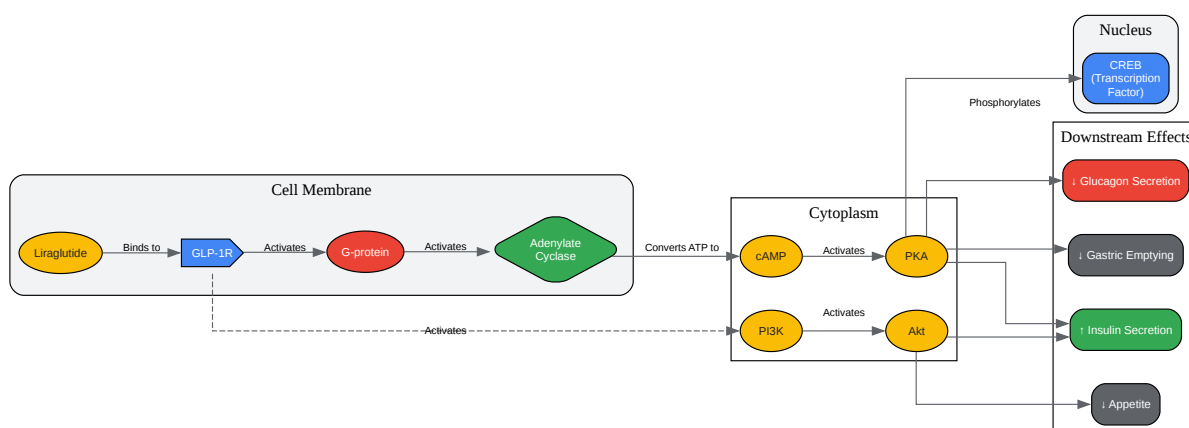 Nucleus
CREB
(Transcription
Factor)
Phosphorylates
Downstream Effects
↓ Glucagon Secretion
Cell Membrane
Cytoplasm
Liraglutide
Binds to
GLP-1R
Activates
G-protein
Activates
Adenylate
Cyclase
Converts ATP to
cAMP
Activates
PKA
↓ Gastric Emptying
Activates
PI3K
Activates
Akt
↑ Insulin Secretion
↓ Appetite